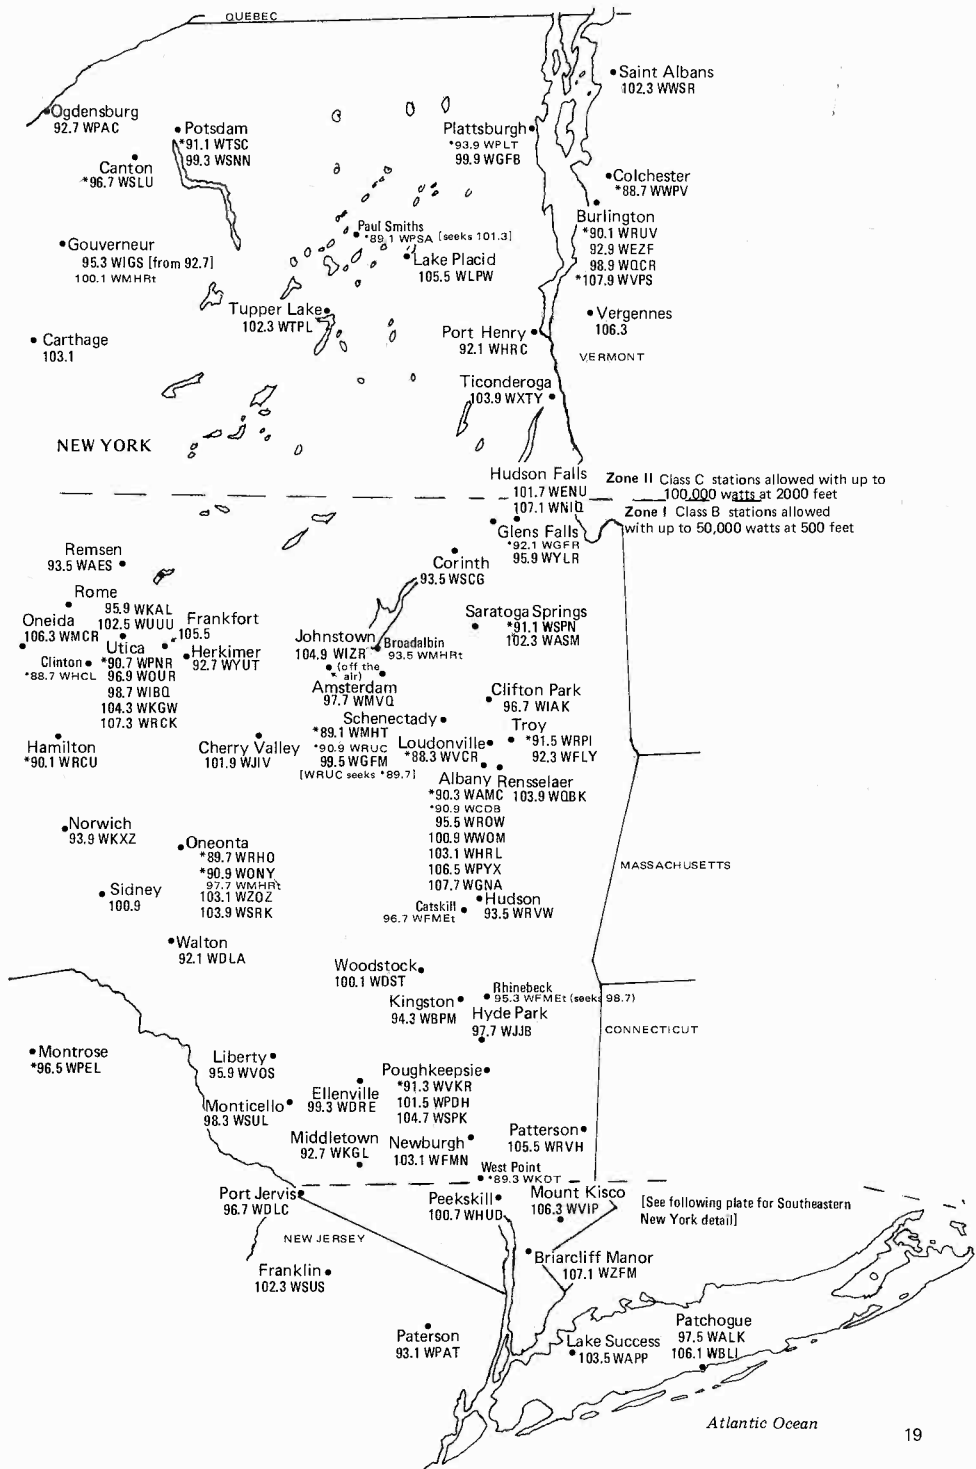 QUEBEC
Saint Albans
102.3 WWSR
Ogdensburg
92.7 WPAC
Potsdam
*91.1 WTSC
99.3 WSNN
Canton
*96.7 WSLU
Plattsburgh
*93.9 WPLT
99.9 WGFB
Colchester
*88.7 WWPV
Burlington
*90.1 WRUV
92.9 WEZF
98.9 WQCR
*107.9 WVPS
Gouverneur
95.3 WIGS [from 92.7]
100.1 WMHRt
Paul Smiths
*89.1 WPSA [seeks 101.3]
Lake Placid
105.5 WLPW
Tupper Lake
102.3 WTPL
Vergennes
106.3
Carthage
103.1
Port Henry
92.1 WHRC
VERMONT
Ticonderoga
103.9 WXTY
NEW YORK
Hudson Falls
101.7 WENU
107.1 WNIQ
Zone II Class C stations allowed with up to
100,000 watts at 2000 feet
Zone I Class B stations allowed
with up to 50,000 watts at 500 feet
Glens Falls
*92.1 WGFR
95.9 WYLR
Remsen
93.5 WAES
Corinth
93.5 WSCG
Rome
95.9 WKAL
102.5 WUUU
Oneida
106.3 WMCR
Frankfort
105.5
Saratoga Springs
*91.1 WSPN
102.3 WASM
Johnstown
104.9 WIZR
(off the
air)
Broadalbin
93.5 WMHRt
Utica
*90.7 WPNR
96.9 WOUR
98.7 WIBQ
104.3 WKGW
107.3 WRCK
Herkimer
92.7 WYUT
Clinton
*88.7 WHCL
Amsterdam
97.7 WMVQ
Clifton Park
96.7 WIAK
Schenectady
*89.1 WMHT
*90.9 WRUC
99.5 WGFM
[WRUC seeks *89.7]
Troy
*91.5 WRPI
92.3 WFLY
Loudonville
*88.3 WVCR
Hamilton
*90.1 WRCU
Cherry Valley
101.9 WJIV
Albany
*90.3 WAMC
*90.9 WCDB
95.5 WROW
100.9 WWOM
103.1 WHRL
106.5 WPYX
107.7 WGNA
Rensselaer
103.9 WQBK
Norwich
93.9 WKXZ
Oneonta
*89.7 WRHO
*90.9 WONY
97.7 WMHRt
103.1 WZOZ
103.9 WSRK
MASSACHUSETTS
Sidney
100.9
Catskill
96.7 WFMEt
Hudson
93.5 WRVW
Walton
92.1 WDLA
Woodstock
100.1 WDST
Rhinebeck
95.3 WFMEt (seeks 98.7)
Kingston
94.3 WBPM
Hyde Park
97.7 WJJB
CONNECTICUT
Montrose
*96.5 WPEL
Liberty
95.9 WVOS
Poughkeepsie
*91.3 WVKR
101.5 WPDH
104.7 WSPK
Ellenville
99.3 WDRE
Monticello
98.3 WSUL
Middletown
92.7 WKGL
Newburgh
103.1 WFMN
Patterson
105.5 WRVH
West Point
*89.3 WKDT
Port Jervis
96.7 WDLC
Peekskill
100.7 WHUD
Mount Kisco
106.3 WVIP
[See following plate for Southeastern
New York detail]
NEW JERSEY
Briarcliff Manor
107.1 WZFM
Franklin
102.3 WSUS
Paterson
93.1 WPAT
Lake Success
103.5 WAPP
Patchogue
97.5 WALK
106.1 WBLI
Atlantic Ocean
19